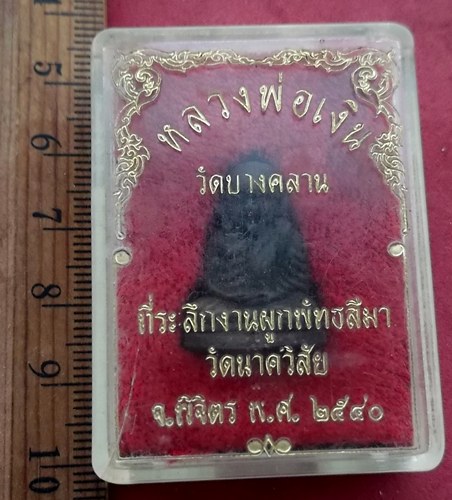 หลวงพ่อเงิน
วัดบางคลาน
ที่ระลึกงานผูกพัทธสีมา
วัดนาควิสัย
จ.พิจิตร พ.ศ. ๒๕๔๐
5
6
7
8
9
10